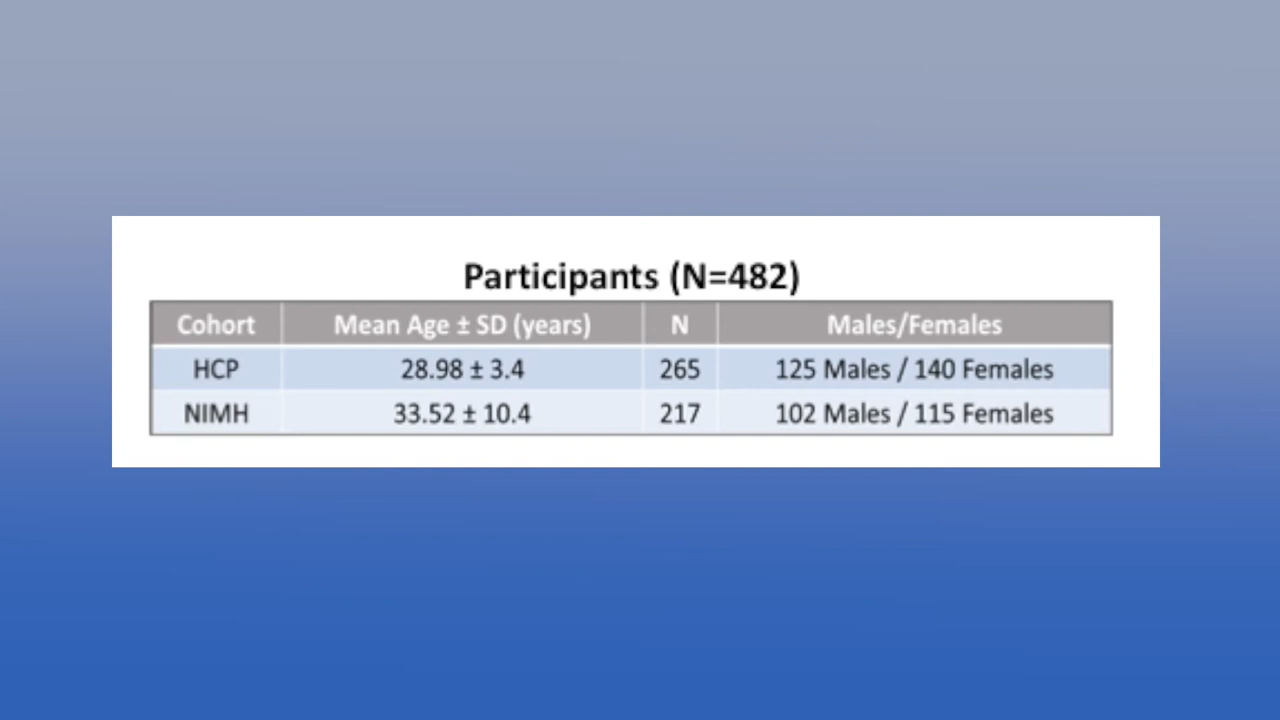 Participants (N=482)
Cohort Mean Age ± SD (years) N Males/Females
HCP 28.98 ± 3.4 265 125 Males / 140 Females
NIMH 33.52 ± 10.4 217 102 Males / 115 Females